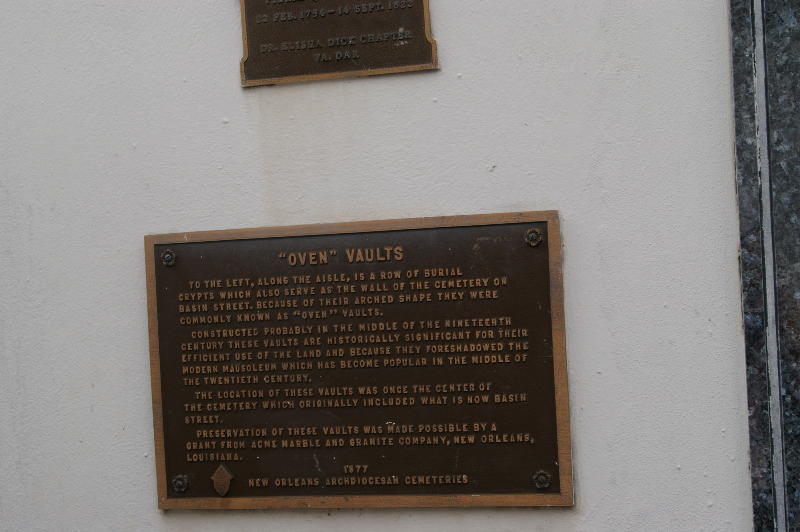 22 FEB. 1754-14 SEPT. 1822
DR. ELISHA DICK CHAPTER
VA. DAR
"OVEN" VAULTS
TO THE LEFT, ALONG THE AISLE, IS A ROW OF BURIAL
CRYPTS WHICH ALSO SERVE AS THE WALL OF THE CEMETERY ON
BASIN STREET. BECAUSE OF THEIR ARCHED SHAPE THEY WERE
COMMONLY KNOWN AS "OVEN" VAULTS.
CONSTRUCTED PROBABLY IN THE MIDDLE OF THE NINETEENTH
CENTURY THESE VAULTS ARE HISTORICALLY SIGNIFICANT FOR THEIR
EFFICIENT USE OF THE LAND AND BECAUSE THEY FORESHADOWED THE
MODERN MAUSOLEUM WHICH HAS BECOME POPULAR IN THE MIDDLE OF
THE TWENTIETH CENTURY.
THE LOCATION OF THESE VAULTS WAS ONCE THE CENTER OF
THE CEMETERY WHICH ORIGINALLY INCLUDED WHAT IS NOW BASIN
STREET.
PRESERVATION OF THESE VAULTS WAS MADE POSSIBLE BY A
GRANT FROM ACME MARBLE AND GRANITE COMPANY, NEW ORLEANS,
LOUISIANA.
1977
NEW ORLEANS ARCHDIOCESAN CEMETERIES